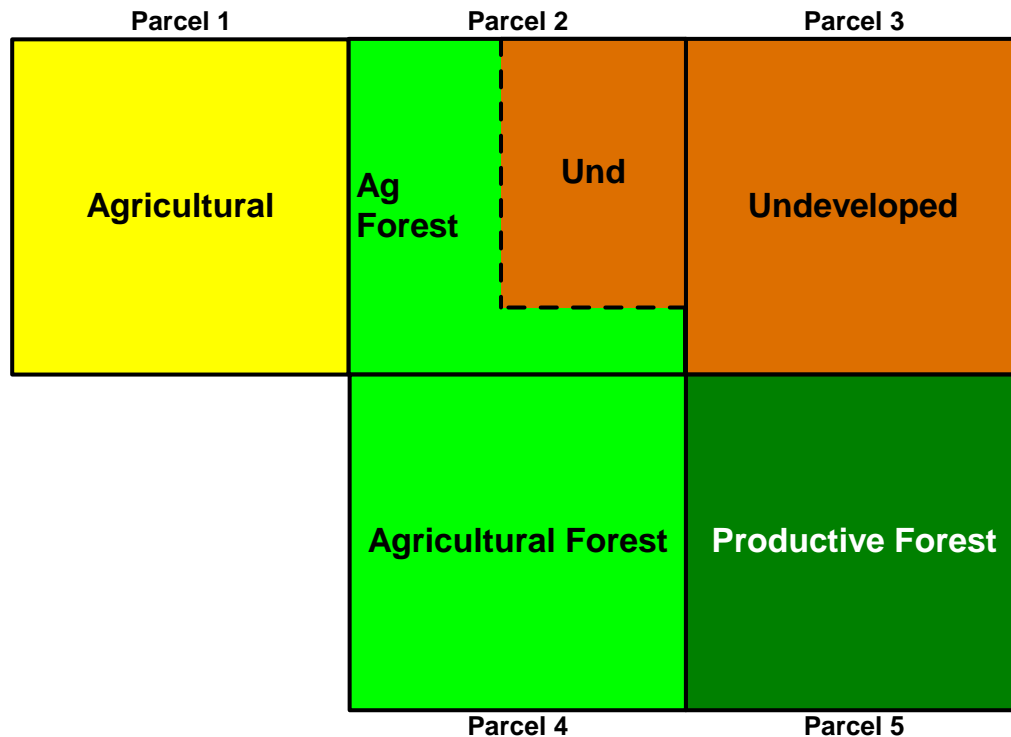 Parcel 1
Parcel 2
Parcel 3
Agricultural
Ag
Forest
Und
Undeveloped
Agricultural Forest
Productive Forest
Parcel 4
Parcel 5